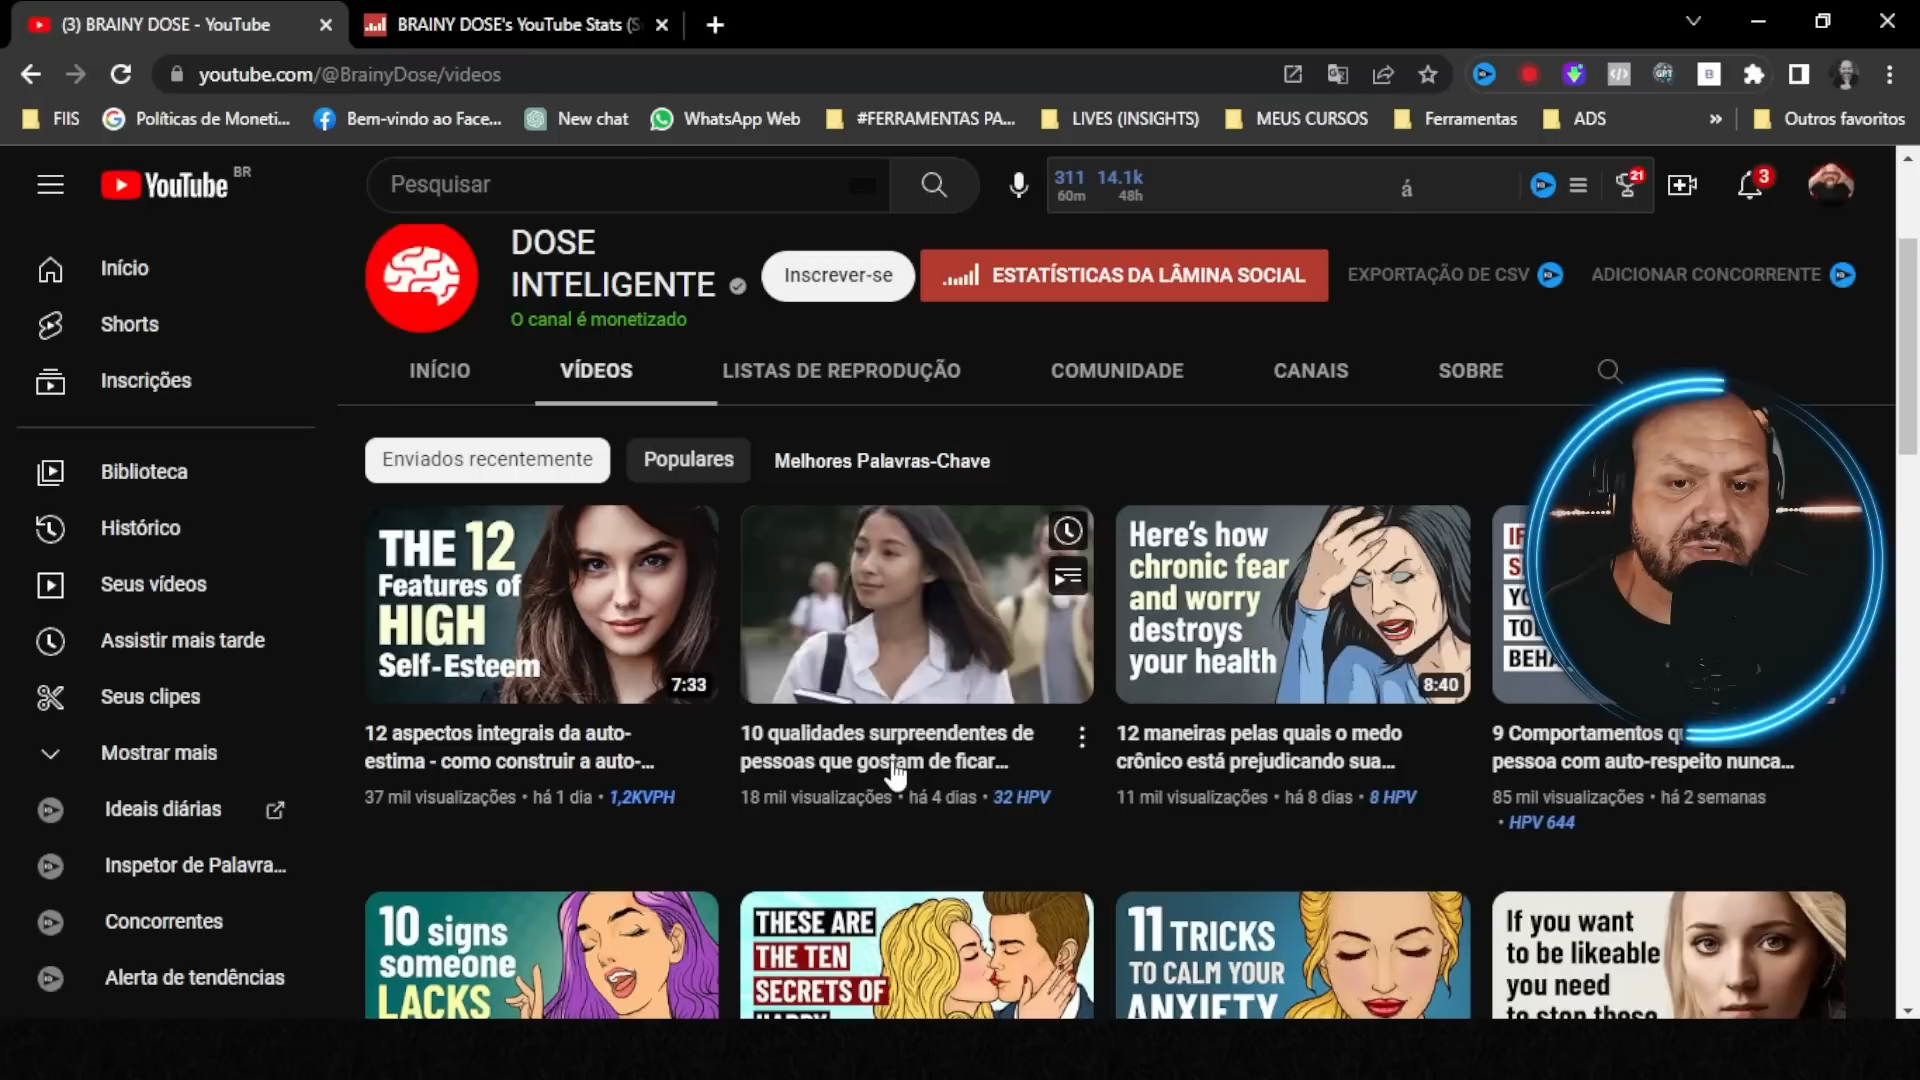 (3) BRAINY DOSE - YouTube
BRAINY DOSE's YouTube Stats (S
youtube.com/@BrainyDose/videos
FIIS
Políticas de Moneti...
Bem-vindo ao Face...
New chat
WhatsApp Web
#FERRAMENTAS PA...
LIVES (INSIGHTS)
MEUS CURSOS
Ferramentas
ADS
»
Outros favoritos
YouTube BR
Pesquisar
311 14.1k
60m 48h
á
21
3
Início
Shorts
Inscrições
Biblioteca
Histórico
Seus vídeos
Assistir mais tarde
Seus clipes
Mostrar mais
Ideais diárias
Inspetor de Palavra...
Concorrentes
Alerta de tendências
DOSE
INTELIGENTE
O canal é monetizado
Inscrever-se
ESTATÍSTICAS DA LÂMINA SOCIAL
EXPORTAÇÃO DE CSV
ADICIONAR CONCORRENTE
INÍCIO
VÍDEOS
LISTAS DE REPRODUÇÃO
COMUNIDADE
CANAIS
SOBRE
Enviados recentemente
Populares
Melhores Palavras-Chave
THE 12
Features of
HIGH
Self-Esteem
7:33
12 aspectos integrais da auto-
estima - como construir a auto-...
37 mil visualizações • há 1 dia • 1,2KVPH
10 qualidades surpreendentes de
pessoas que gostam de ficar...
18 mil visualizações • há 4 dias • 32 HPV
Here's how
chronic fear
and worry
destroys
your health
8:40
12 maneiras pelas quais o medo
crônico está prejudicando sua...
11 mil visualizações • há 8 dias • 8 HPV
9 Comportamentos
pessoa com auto-respeito nunca...
85 mil visualizações • há 2 semanas
• HPV 644
10 signs
someone
LACKS
THESE ARE
THE TEN
SECRETS OF
HAPPY
11 TRICKS
TO CALM YOUR
ANXIETY
If you want
to be likeable
you need
to stop these